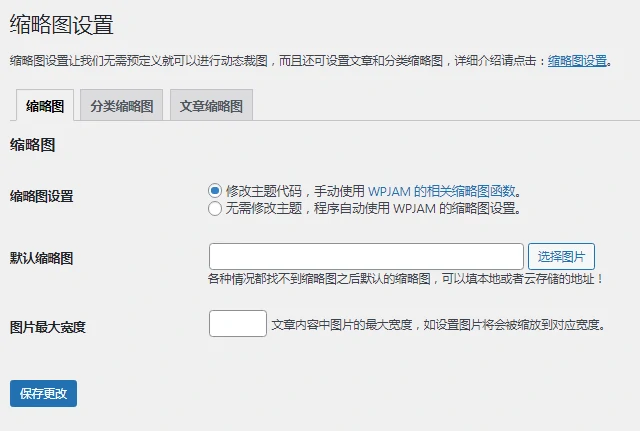 缩略图设置
缩略图设置让我们无需预定义就可以进行动态裁图，而且还可设置文章和分类缩略图，详细介绍请点击：缩略图设置。
缩略图 分类缩略图 文章缩略图
缩略图
缩略图设置 修改主题代码，手动使用 WPJAM 的相关缩略图函数。
无需修改主题，程序自动使用 WPJAM 的缩略图设置。
默认缩略图 选择图片
各种情况都找不到缩略图之后默认的缩略图，可以填本地或者云存储的地址！
图片最大宽度 文章内容中图片的最大宽度，如设置图片将会被缩放到对应宽度。
保存更改